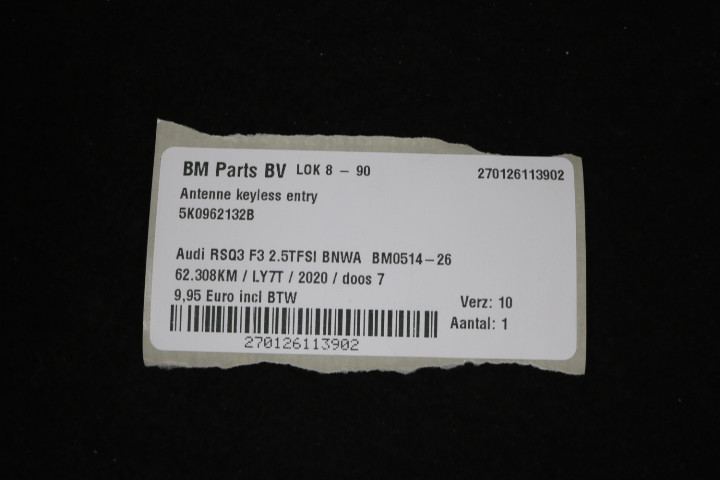 BM Parts BV LOK 8 - 90 270126113902
Antenne keyless entry
5K0962132B
Audi RSQ3 F3 2.5TFSI BNWA BM0514-26
62.308KM / LY7T / 2020 / doos 7
9,95 Euro incl BTW Verz: 10
Aantal: 1
270126113902